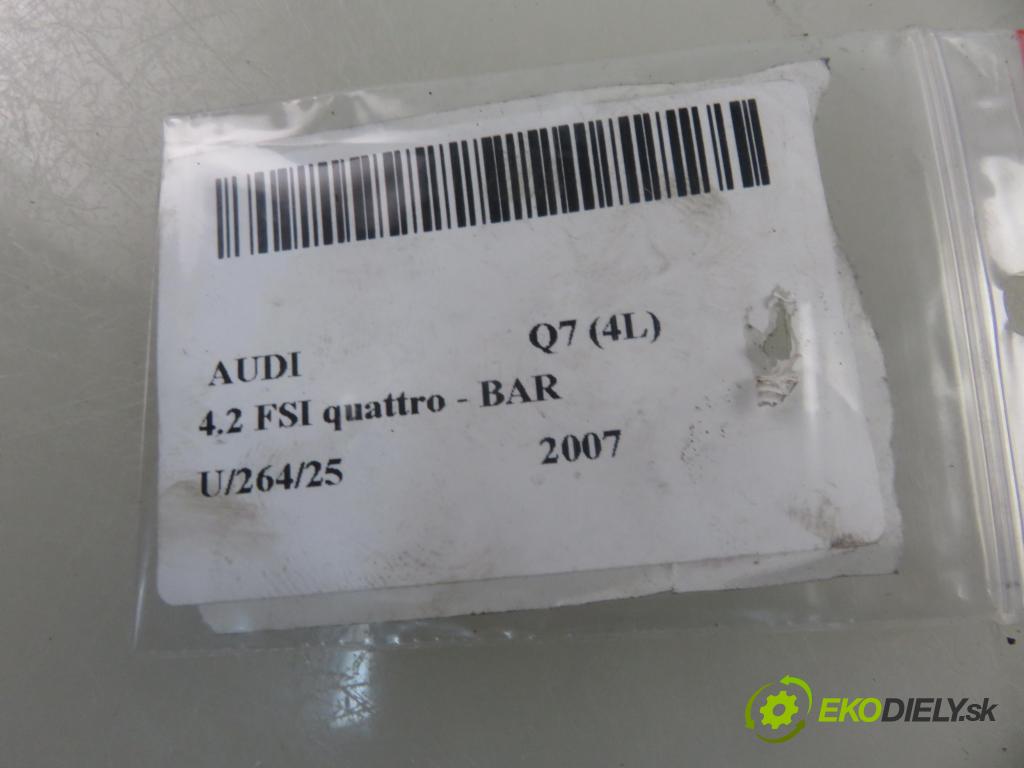 AUDI Q7 (4L)
4.2 FSI quattro - BAR
U/264/25 2007
EKODIELY.sk